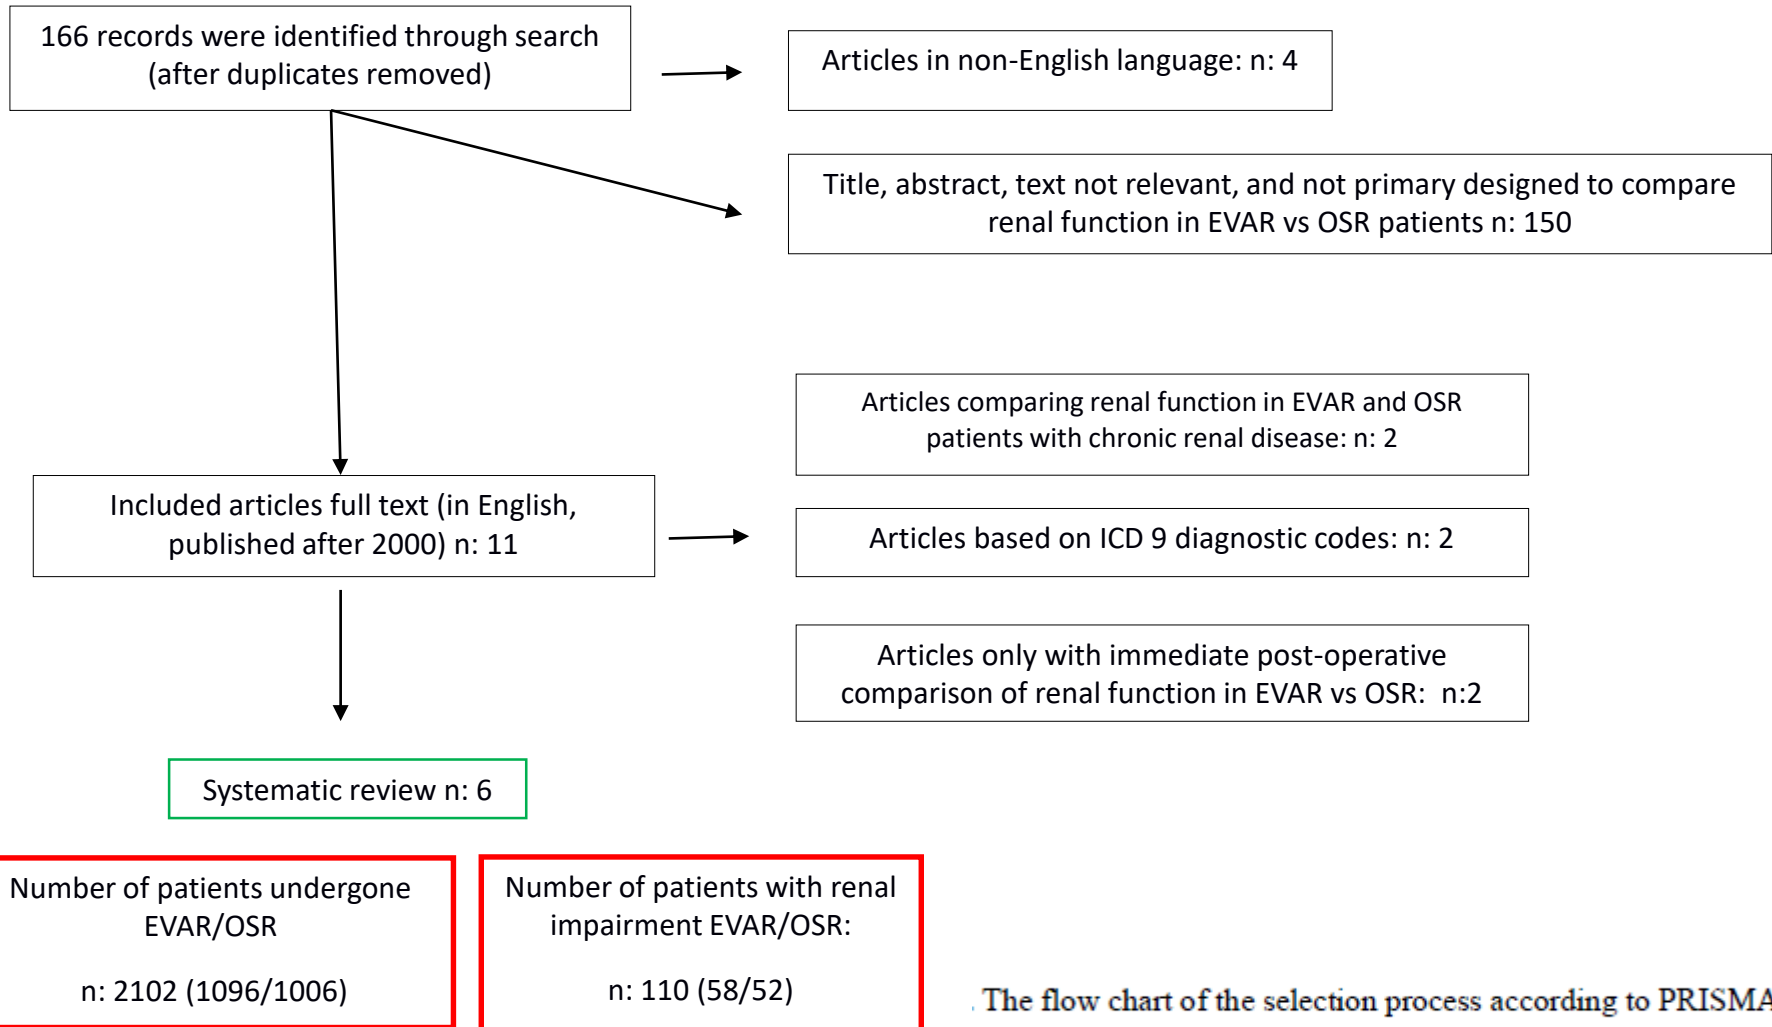 166 records were identified through search
(after duplicates removed)
Articles in non-English language: n: 4
Title, abstract, text not relevant, and not primary designed to compare
renal function in EVAR vs OSR patients n: 150
Articles comparing renal function in EVAR and OSR
patients with chronic renal disease: n: 2
Included articles full text (in English,
published after 2000) n: 11
Articles based on ICD 9 diagnostic codes: n: 2
Articles only with immediate post-operative
comparison of renal function in EVAR vs OSR: n:2
Systematic review n: 6
Number of patients undergone
EVAR/OSR
n: 2102 (1096/1006)
Number of patients with renal
impairment EVAR/OSR:
n: 110 (58/52)
. The flow chart of the selection process according to PRISMA